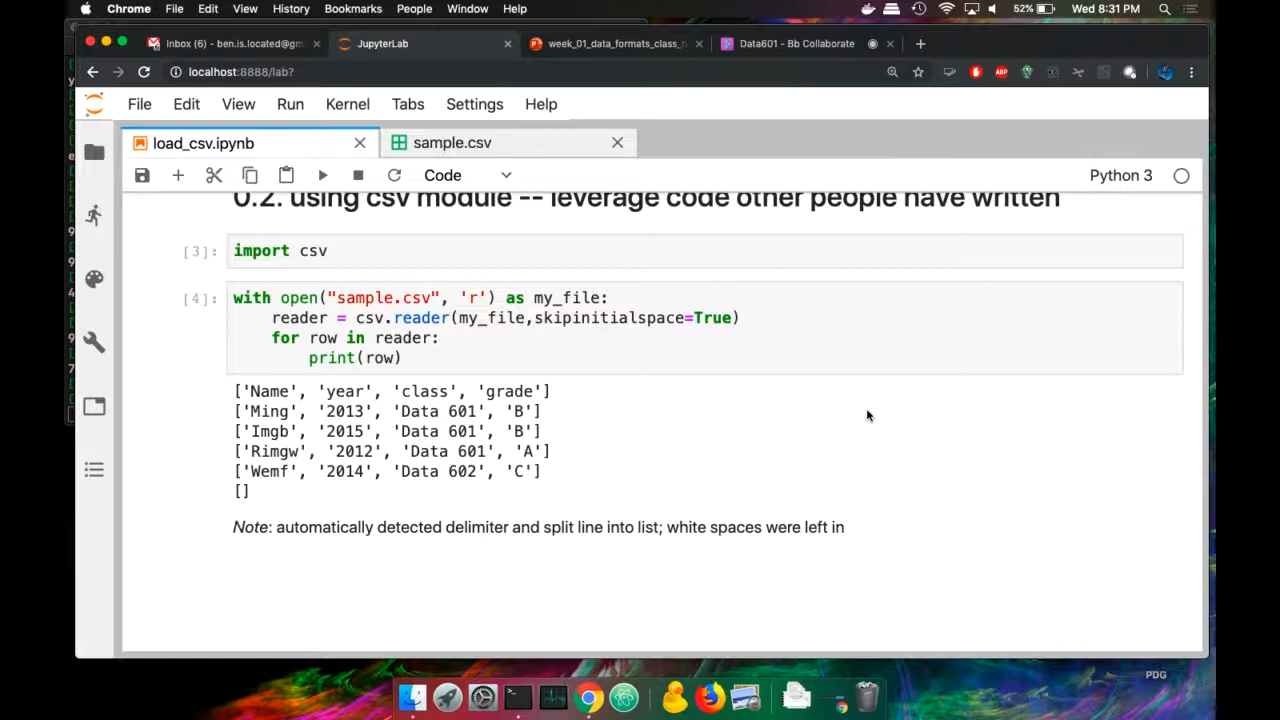 Chrome File Edit View History Bookmarks People Window Help 52% Wed 8:31 PM
Inbox (6) - ben.is.located@gm JupyterLab week_01_data_formats_class_ Data601 - Bb Collaborate
localhost:8888/lab?
ABP
File Edit View Run Kernel Tabs Settings Help
load_csv.ipynb sample.csv
Code Python 3
0.2. using csv module -- leverage code other people have written
[3]: import csv
[4]: with open("sample.csv", 'r') as my_file:
reader = csv.reader(my_file,skipinitialspace=True)
for row in reader:
print(row)
['Name', 'year', 'class', 'grade']
['Ming', '2013', 'Data 601', 'B']
['Imgb', '2015', 'Data 601', 'B']
['Rimgw', '2012', 'Data 601', 'A']
['Wemf', '2014', 'Data 602', 'C']
[]
Note: automatically detected delimiter and split line into list; white spaces were left in
PDG